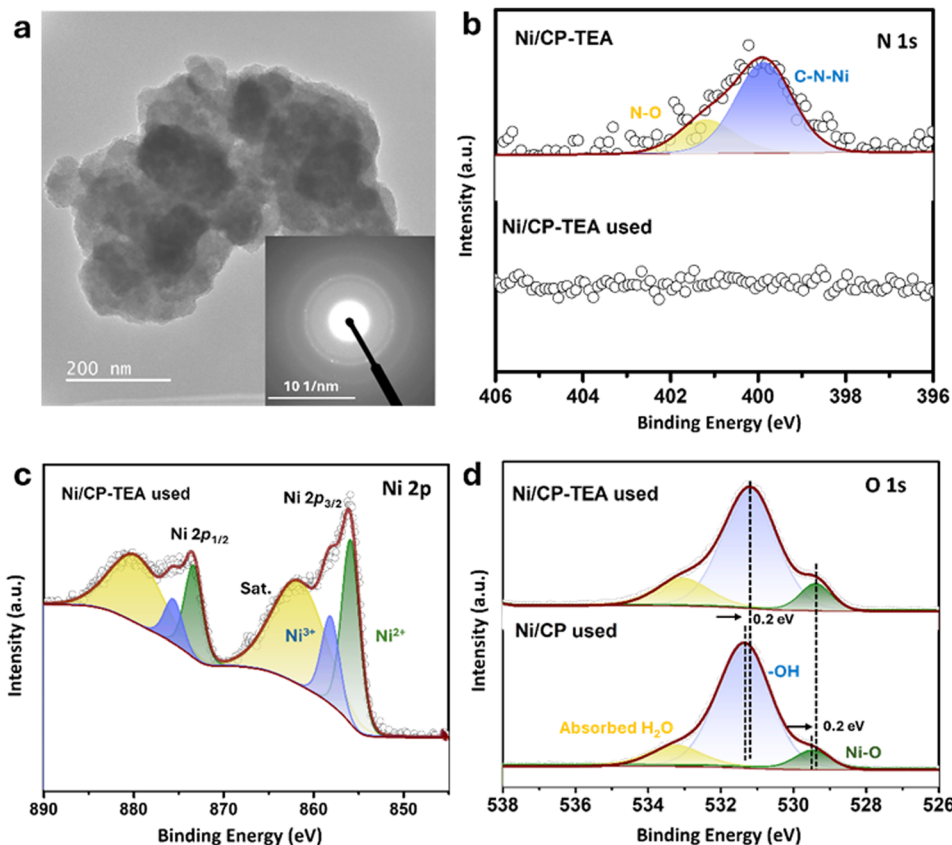 a
200 nm
10 1/nm
b
Ni/CP-TEA
N 1s
C-N-Ni
N-O
Ni/CP-TEA used
Intensity (a.u.)
406 404 402 400 398 396
Binding Energy (eV)
c
Ni/CP-TEA used
Ni 2p
Ni 2p3/2
Ni 2p1/2
Sat.
Ni³⁺
Ni²⁺
Intensity (a.u.)
890 880 870 860 850
Binding Energy (eV)
d
O 1s
Ni/CP-TEA used
0.2 eV
Ni/CP used
-OH
0.2 eV
Absorbed H₂O
Ni-O
Intensity (a.u.)
538 536 534 532 530 528 526
Binding Energy (eV)